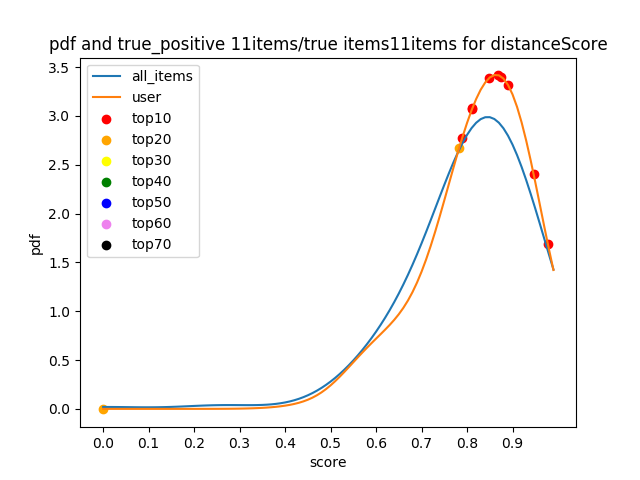 pdf and true_positive 11items/true items11items for distanceScore
3.5
3.0
2.5
2.0
1.5
1.0
0.5
0.0
pdf
all_items
user
top10
top20
top30
top40
top50
top60
top70
0.0 0.1 0.2 0.3 0.4 0.5 0.6 0.7 0.8 0.9
score